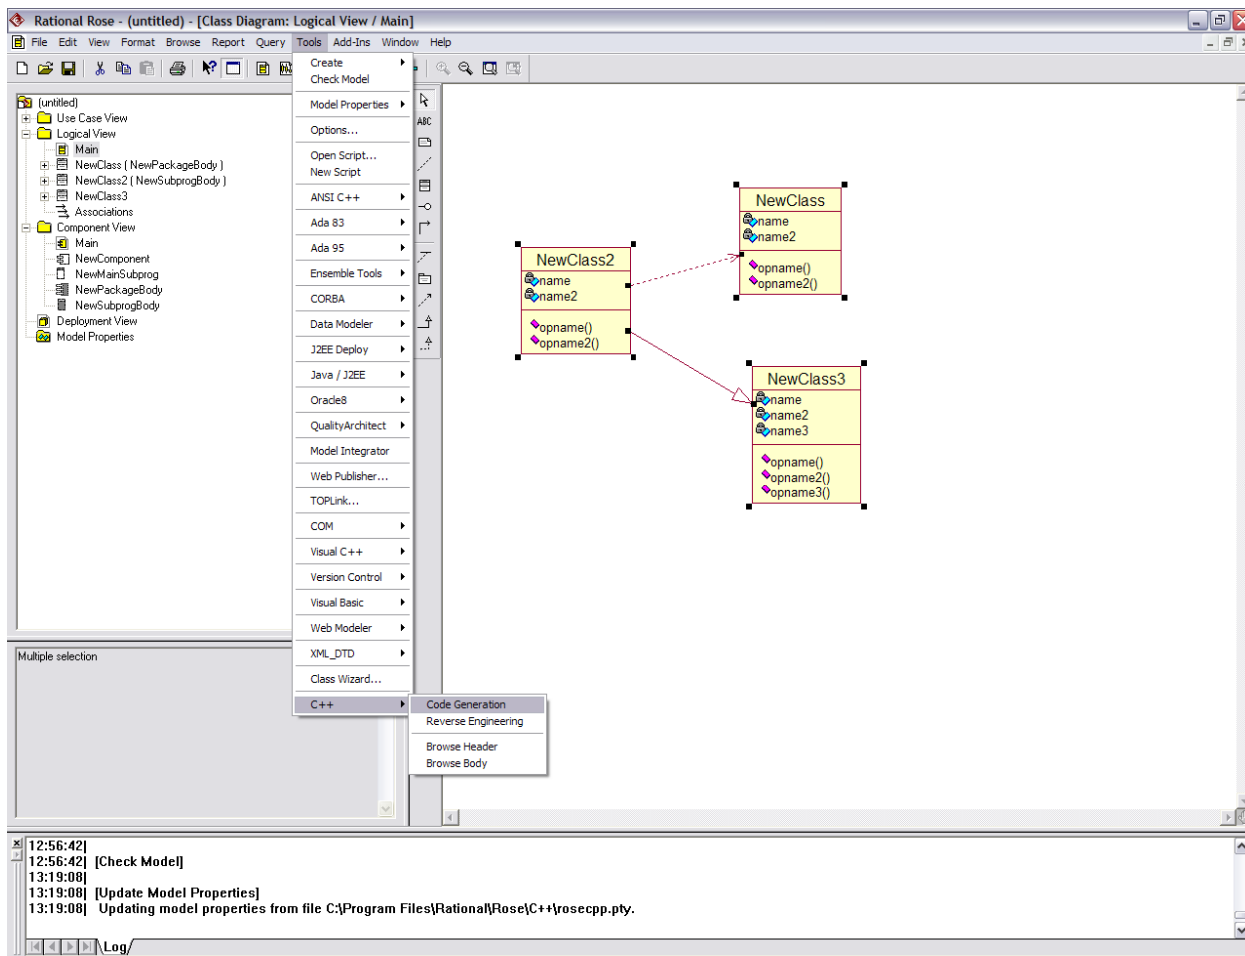 Rational Rose - (untitled) - [Class Diagram: Logical View / Main]
File Edit View Format Browse Report Query Tools Add-Ins Window Help
(untitled)
Use Case View
Logical View
Main
NewClass ( NewPackageBody )
NewClass2 ( NewSubprogBody )
NewClass3
Associations
Component View
Main
NewComponent
NewMainSubprog
NewPackageBody
NewSubprogBody
Deployment View
Model Properties
Create
Check Model
Model Properties
Options...
Open Script...
New Script
ANSI C++
Ada 83
Ada 95
Ensemble Tools
CORBA
Data Modeler
J2EE Deploy
Java / J2EE
Oracle8
QualityArchitect
Model Integrator
Web Publisher...
TOPLink...
COM
Visual C++
Version Control
Visual Basic
Web Modeler
XML_DTD
Class Wizard...
C++
Code Generation
Reverse Engineering
Browse Header
Browse Body
ABC
NewClass2
name
name2
opname()
opname2()
NewClass
name
name2
opname()
opname2()
NewClass3
name
name2
name3
opname()
opname2()
opname3()
Multiple selection
12:56:42|
12:56:42| [Check Model]
13:19:08|
13:19:08| [Update Model Properties]
13:19:08| Updating model properties from file C:\Program Files\Rational\Rose\C++\rosecpp.pty.
Log